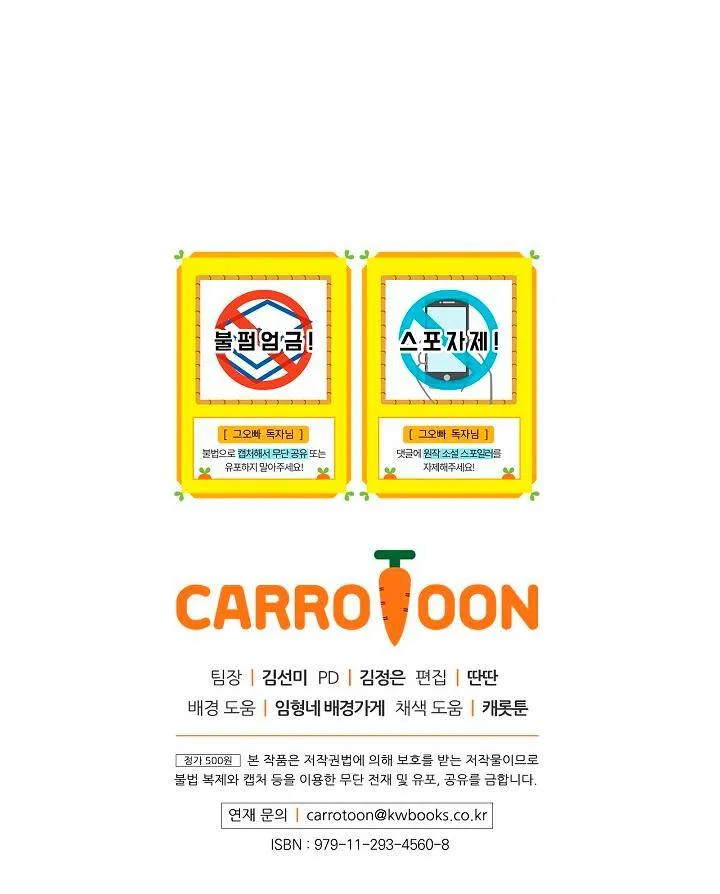 불펌엄금!
[ 그오빠 독자님 ]
불법으로 캡처해서 무단 공유 또는
유포하지 말아주세요!
스포자제!
[ 그오빠 독자님 ]
댓글에 원작 소설 스포일러를
자제해주세요!
CARROTOON
팀장 | 김선미 PD | 김정은 편집 | 딴딴
배경 도움 | 임형네 배경가게 채색 도움 | 캐롯툰
정가 500원 본 작품은 저작권법에 의해 보호를 받는 저작물이므로
불법 복제와 캡처 등을 이용한 무단 전재 및 유포, 공유를 금합니다.
연재 문의 | carrotoon@kwbooks.co.kr
ISBN : 979-11-293-4560-8